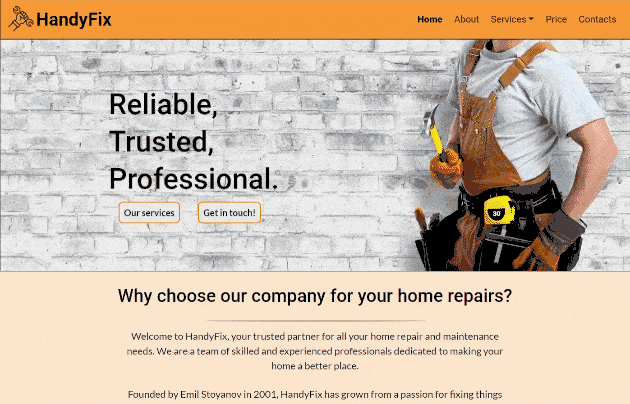 HandyFix
Home About Services Price Contacts
Reliable,
Trusted,
Professional.
Our services Get in touch!
30'
Why choose our company for your home repairs?
Welcome to HandyFix, your trusted partner for all your home repair and maintenance
needs. We are a team of skilled and experienced professionals dedicated to making your
home a better place.
Founded by Emil Stoyanov in 2001, HandyFix has grown from a passion for fixing things